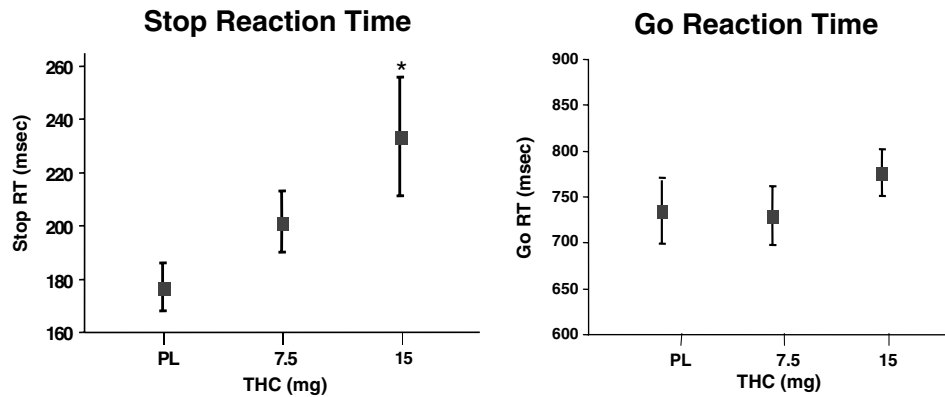 Stop Reaction Time
260
240
220
200
180
160
Stop RT (msec)
*
PL
7.5
15
THC (mg)
Go Reaction Time
900
850
800
750
700
650
600
Go RT (msec)
PL
7.5
15
THC (mg)